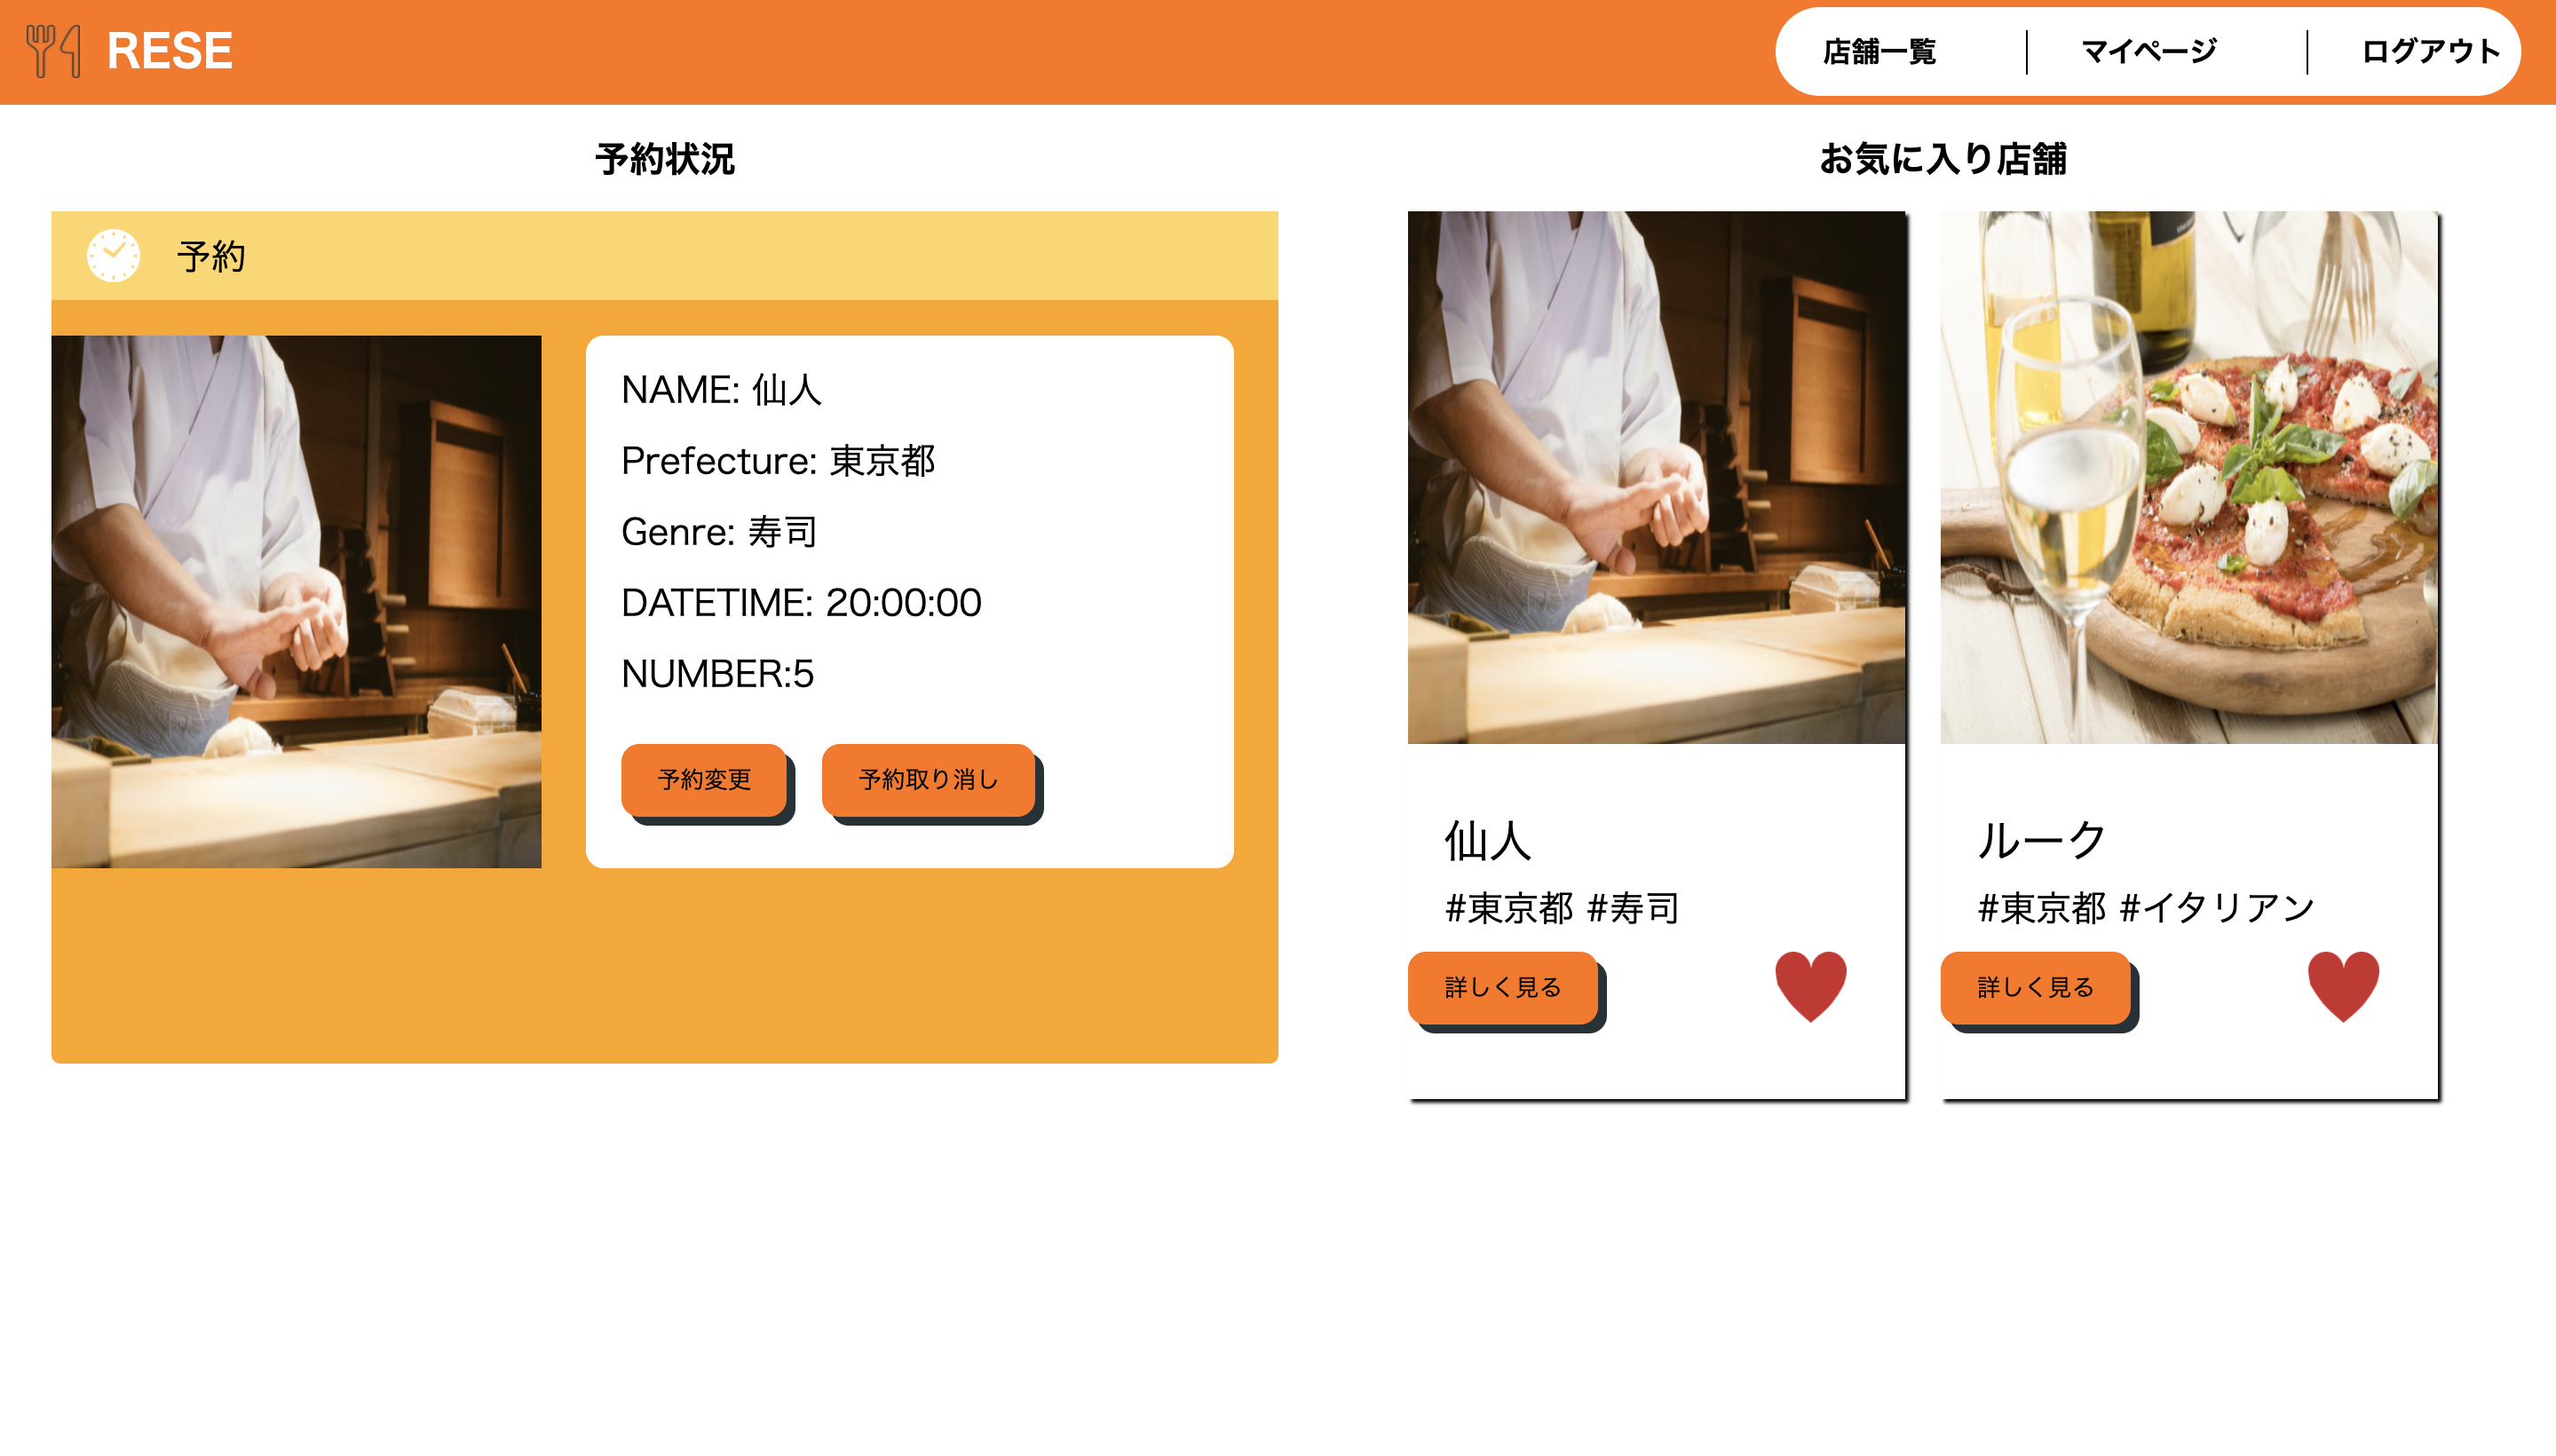 RESE
店舗一覧
マイページ
ログアウト
予約状況
予約
NAME: 仙人
Prefecture: 東京都
Genre: 寿司
DATETIME: 20:00:00
NUMBER:5
予約変更
予約取り消し
お気に入り店舗
仙人
#東京都 #寿司
詳しく見る
ルーク
#東京都 #イタリアン
詳しく見る